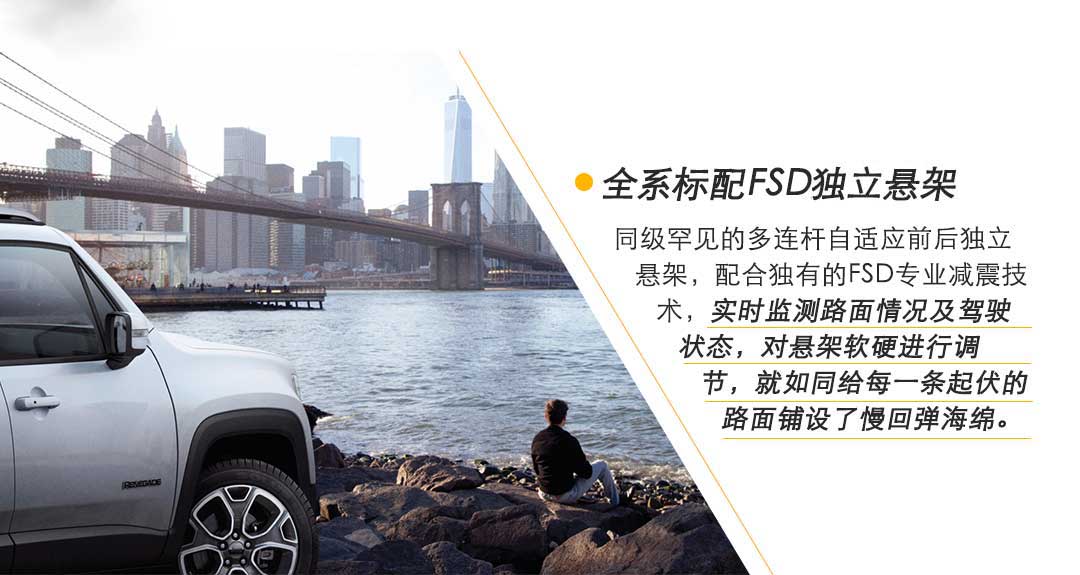 全系标配FSD独立悬架
同级罕见的多连杆自适应前后独立
悬架，配合独有的FSD专业减震技
术，实时监测路面情况及驾驶
状态，对悬架软硬进行调
节，就如同给每一条起伏的
路面铺设了慢回弹海绵。
RENEGADE